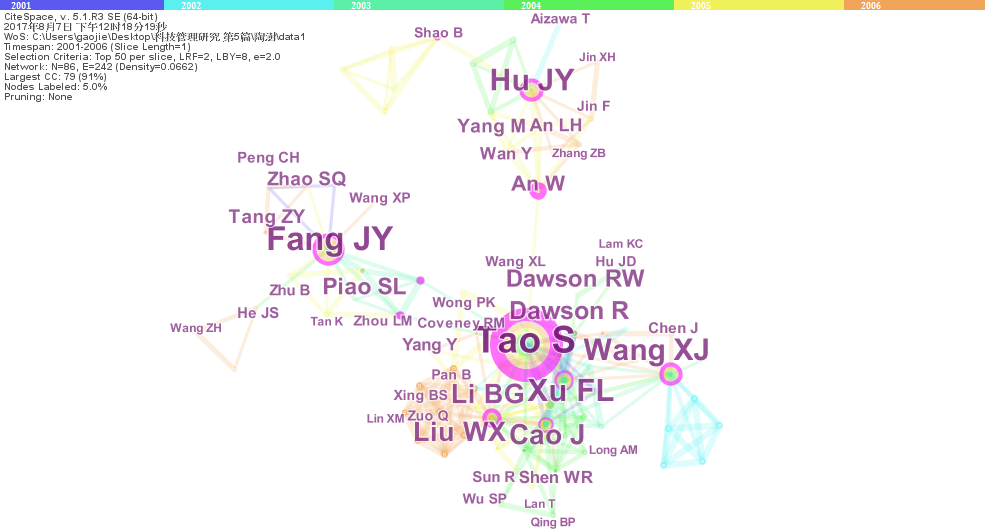 2001 2002 2003 2004 2005 2006
CiteSpace, v. 5.1.R3 SE (64-bit)
2017年8月7日 下午12时18分19秒
WoS: C:\Users\gaojie\Desktop\科技管理研究 第5篇\陶澍\data1
Timespan: 2001-2006 (Slice Length=1)
Selection Criteria: Top 50 per slice, LRF=2, LBY=8, e=2.0
Network: N=86, E=242 (Density=0.0662)
Largest CC: 79 (91%)
Nodes Labeled: 5.0%
Pruning: None
Aizawa T
Shao B
Jin XH
Hu JY
Jin F
Yang M
An LH
Wan Y
Zhang ZB
Peng CH
Zhao SQ
An W
Wang XP
Tang ZY
Fang JY
Lam KC
Wang XL
Hu JD
Dawson RW
Piao SL
Zhu B
Wong PK
He JS
Dawson R
Tan K
Zhou LM
Coveney RM
Wang ZH
Chen J
Tao S
Yang Y
Wang XJ
Pan B
Xing BS
Li BG
Xu FL
Lin XM
Zuo Q
Liu WX
Cao J
Long AM
Sun R
Shen WR
Wu SP
Lan T
Qing BP